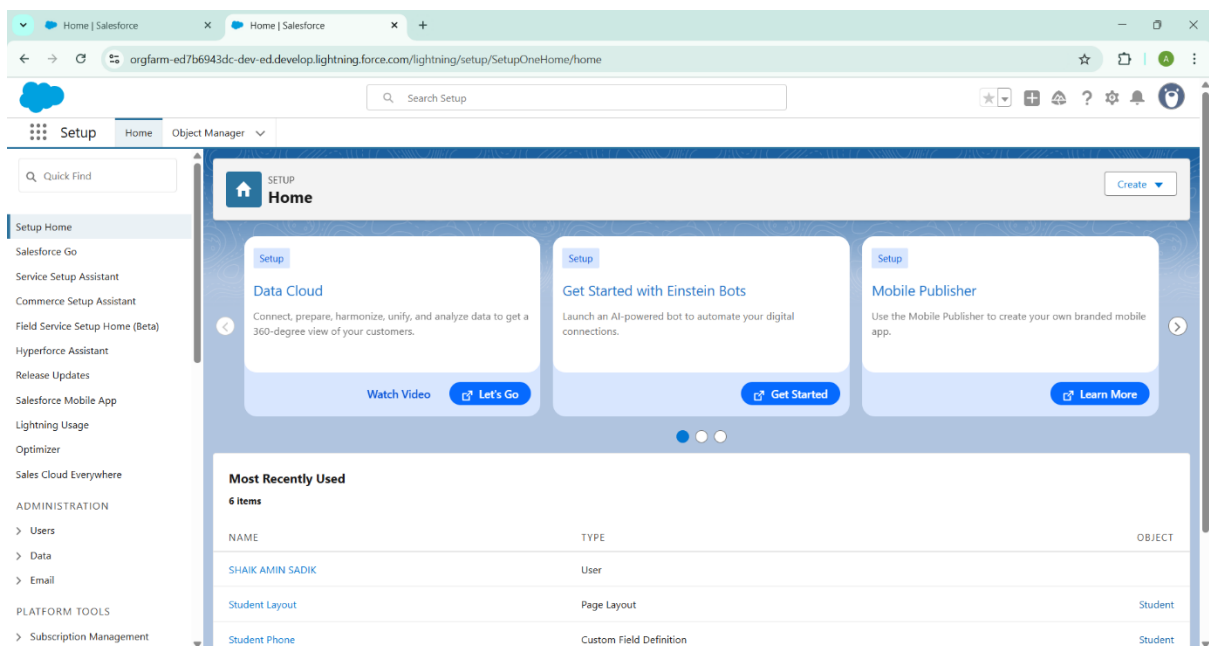 Home | Salesforce
Home | Salesforce
orgfarm-ed7b6943dc-dev-ed.develop.lightning.force.com/lightning/setup/SetupOneHome/home
A
Search Setup
Setup
Home
Object Manager
Quick Find
Setup Home
Salesforce Go
Service Setup Assistant
Commerce Setup Assistant
Field Service Setup Home (Beta)
Hyperforce Assistant
Release Updates
Salesforce Mobile App
Lightning Usage
Optimizer
Sales Cloud Everywhere
ADMINISTRATION
Users
Data
Email
PLATFORM TOOLS
Subscription Management
SETUP
Home
Create
Setup
Data Cloud
Connect, prepare, harmonize, unify, and analyze data to get a
360-degree view of your customers.
Watch Video
Let's Go
Setup
Get Started with Einstein Bots
Launch an AI-powered bot to automate your digital
connections.
Get Started
Setup
Mobile Publisher
Use the Mobile Publisher to create your own branded mobile
app.
Learn More
Most Recently Used
6 items
NAME TYPE OBJECT
SHAIK AMIN SADIK User
Student Layout Page Layout Student
Student Phone Custom Field Definition Student